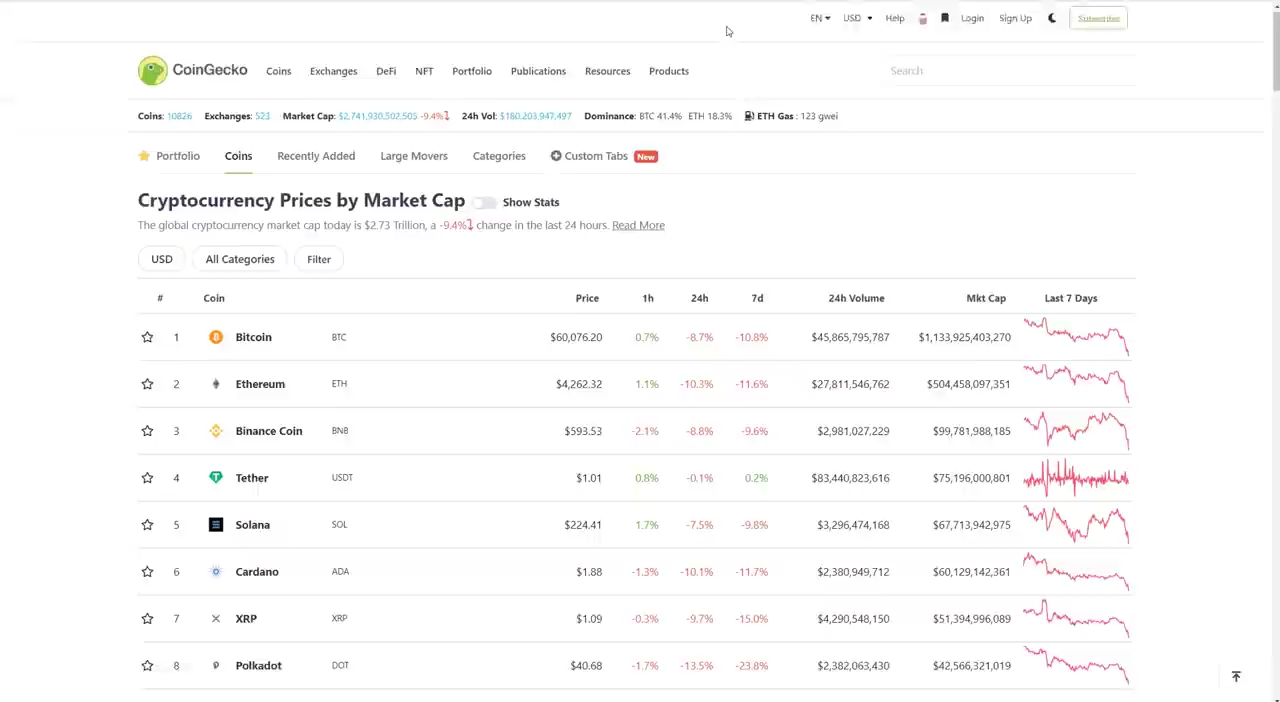 EN USD Help Login Sign Up Subscribe
CoinGecko Coins Exchanges DeFi NFT Portfolio Publications Resources Products Search
Coins: 10826 Exchanges: 523 Market Cap: $2,741,930,502,505 -9.4% 24h Vol: $180,203,947,497 Dominance: BTC 41.4% ETH 18.3% ETH Gas : 123 gwei
Portfolio Coins Recently Added Large Movers Categories Custom Tabs New
Cryptocurrency Prices by Market Cap Show Stats
The global cryptocurrency market cap today is $2.73 Trillion, a -9.4% change in the last 24 hours. Read More
USD All Categories Filter
# Coin Price 1h 24h 7d 24h Volume Mkt Cap Last 7 Days
1 Bitcoin BTC $60,076.20 0.7% -8.7% -10.8% $45,865,795,787 $1,133,925,403,270
2 Ethereum ETH $4,262.32 1.1% -10.3% -11.6% $27,811,546,762 $504,458,097,351
3 Binance Coin BNB $593.53 -2.1% -8.8% -9.6% $2,981,027,229 $99,781,988,185
4 Tether USDT $1.01 0.8% -0.1% 0.2% $83,440,823,616 $75,196,000,801
5 Solana SOL $224.41 1.7% -7.5% -9.8% $3,296,474,168 $67,713,942,975
6 Cardano ADA $1.88 -1.3% -10.1% -11.7% $2,380,949,712 $60,129,142,361
7 XRP XRP $1.09 -0.3% -9.7% -15.0% $4,290,548,150 $51,394,996,089
8 Polkadot DOT $40.68 -1.7% -13.5% -23.8% $2,382,063,430 $42,566,321,019